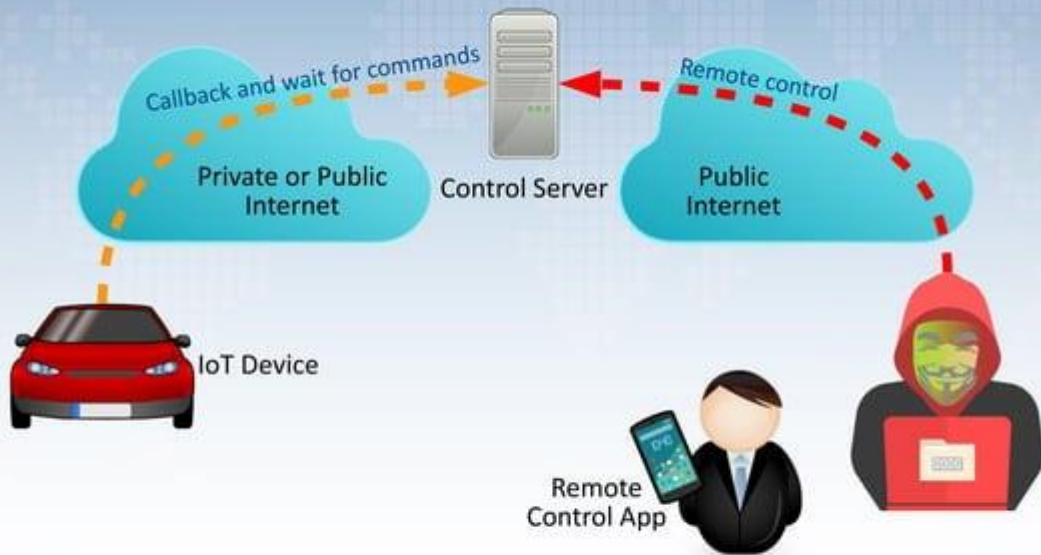 Callback and wait for commands
Remote control
Private or Public
Internet
Control Server
Public
Internet
IoT Device
Remote
Control App